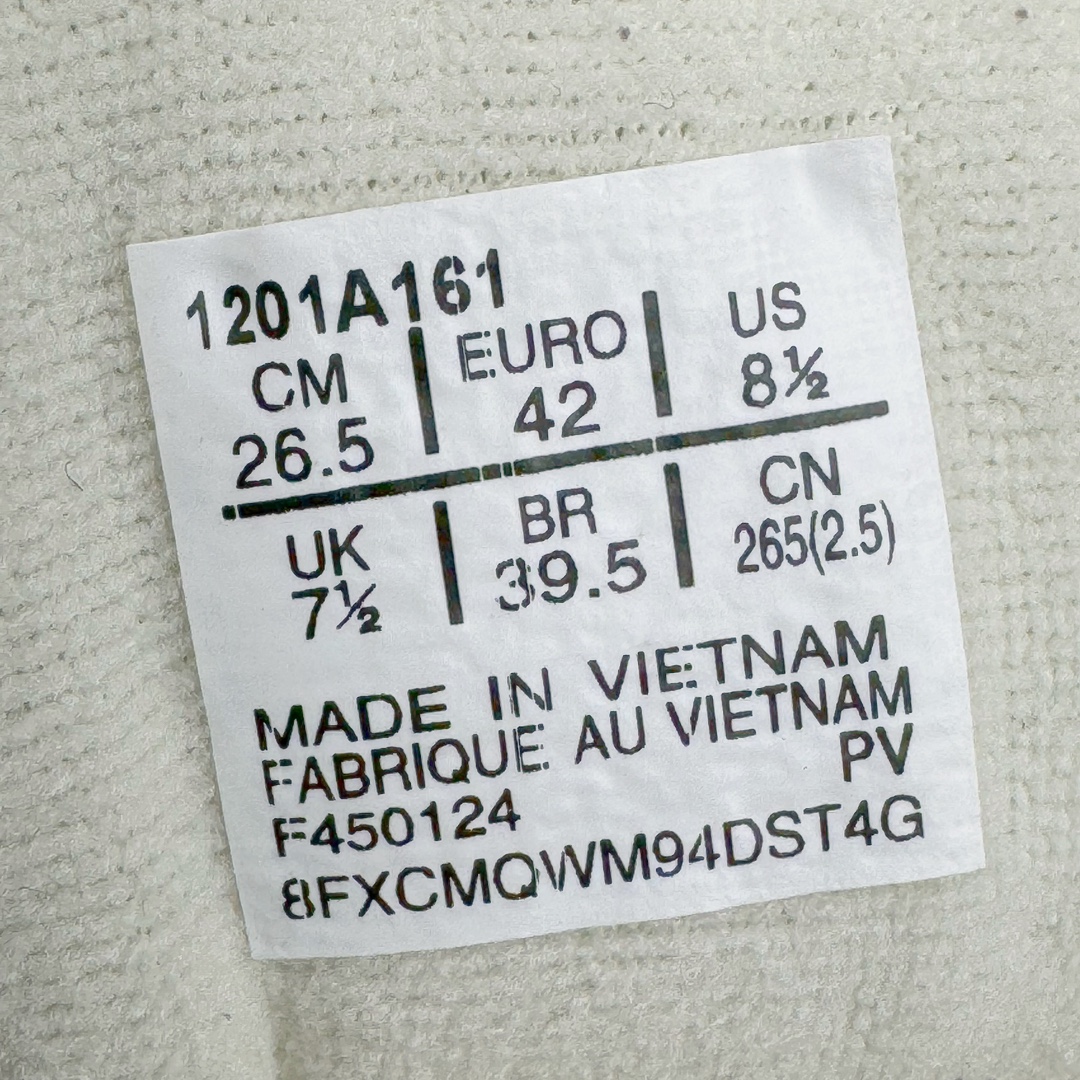 1201A161
CM EURO US
26.5 42 8½
UK BR CN
7½ 39.5 265(2.5)
MADE IN VIETNAM
FABRIQUE AU VIETNAM
PV
F450124
8FXCMQWM94DST4G